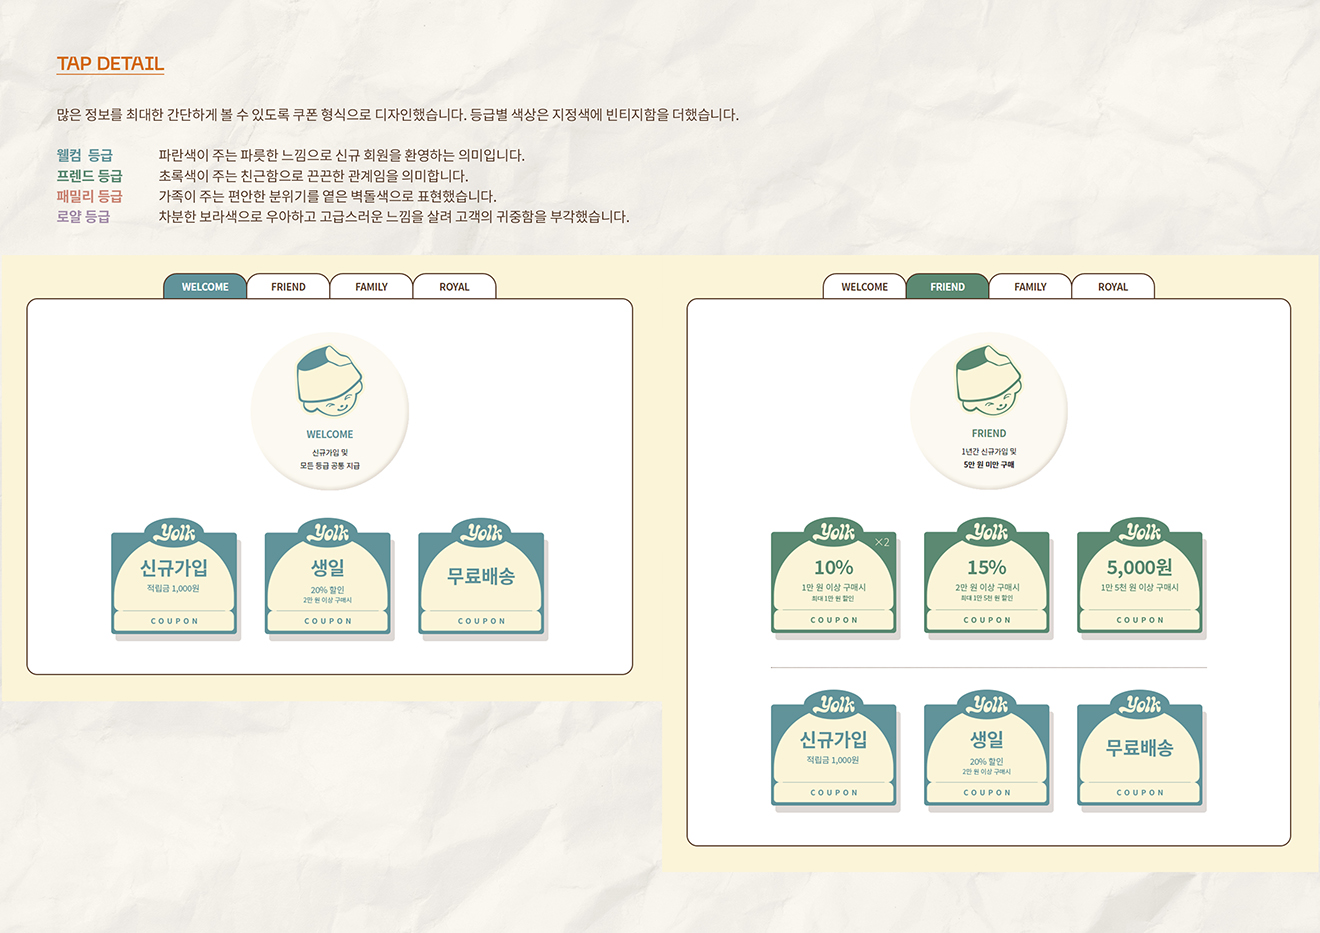 TAP DETAIL
많은 정보를 최대한 간단하게 볼 수 있도록 쿠폰 형식으로 디자인했습니다. 등급별 색상은 지정색에 빈티지함을 더했습니다.
웰컴 등급 파란색이 주는 파릇한 느낌으로 신규 회원을 환영하는 의미입니다.
프렌드 등급 초록색이 주는 친근함으로 끈끈한 관계임을 의미합니다.
패밀리 등급 가족이 주는 편안한 분위기를 옅은 벽돌색으로 표현했습니다.
로얄 등급 차분한 보라색으로 우아하고 고급스러운 느낌을 살려 고객의 귀중함을 부각했습니다.
WELCOME FRIEND FAMILY ROYAL
WELCOME
신규가입 및
모든 등급 공통 지급
Yolk Yolk Yolk
신규가입 생일 무료배송
적립금 1,000원 20% 할인
2만 원 이상 구매시
COUPON COUPON COUPON
WELCOME FRIEND FAMILY ROYAL
FRIEND
1년간 신규가입 및
5만 원 미만 구매
Yolk Yolk Yolk
×2
10% 15% 5,000원
1만 원 이상 구매시 2만 원 이상 구매시 1만 5천 원 이상 구매시
최대 1만 원 할인 최대 1만 5천 원 할인
COUPON COUPON COUPON
Yolk Yolk Yolk
신규가입 생일 무료배송
적립금 1,000원 20% 할인
2만 원 이상 구매시
COUPON COUPON COUPON